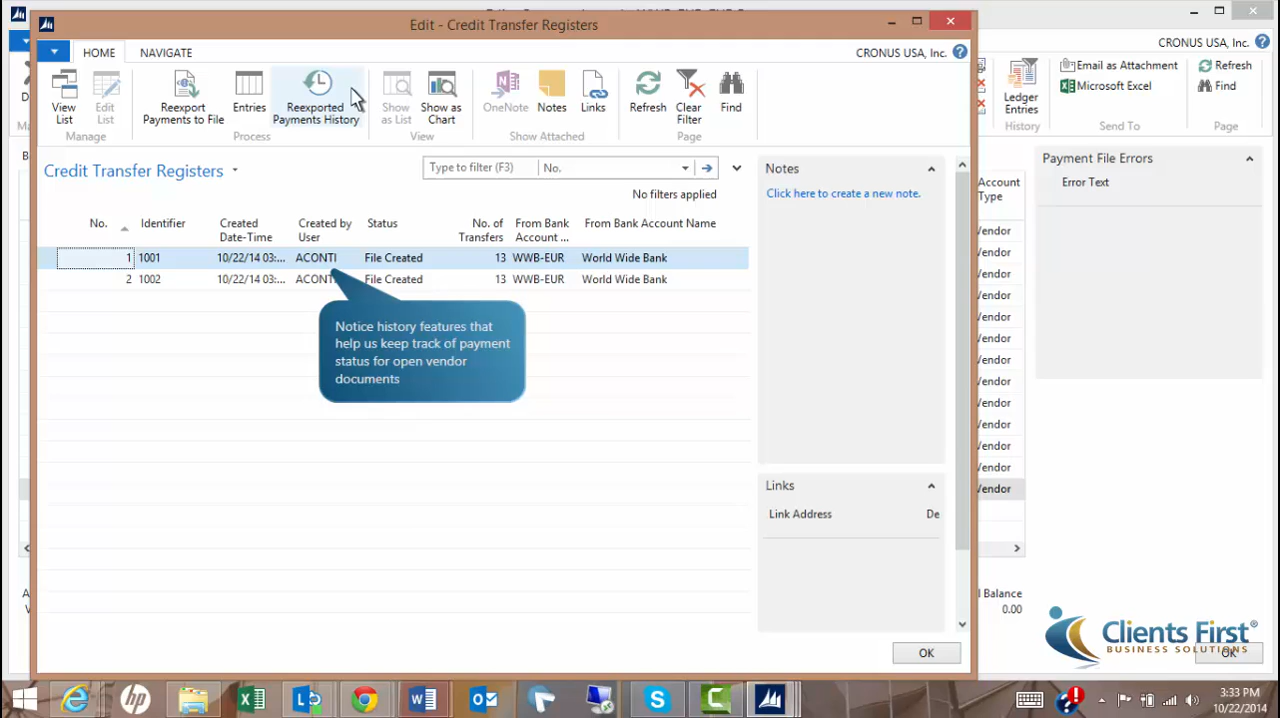 Edit - Credit Transfer Registers
HOME
NAVIGATE
CRONUS USA, Inc.
CRONUS USA, Inc.
View
List
Edit
List
Manage
Reexport
Payments to File
Entries
Reexported
Payments History
Process
Show
as List
Show as
Chart
View
OneNote
Notes
Links
Show Attached
Refresh
Clear
Filter
Find
Page
Ledger
Entries
History
Email as Attachment
Microsoft Excel
Send To
Refresh
Find
Page
Credit Transfer Registers
Type to filter (F3)
No.
No filters applied
No.
Identifier
Created
Date-Time
Created by
User
Status
No. of
Transfers
From Bank
Account ...
From Bank Account Name
1 1001 10/22/14 03:... ACONTI File Created 13 WWB-EUR World Wide Bank
2 1002 10/22/14 03:... File Created 13 WWB-EUR World Wide Bank
Notice history features that
help us keep track of payment
status for open vendor
documents
Notes
Click here to create a new note.
Links
Link Address
De
OK
Account
Type
Vendor
Vendor
Vendor
Vendor
Vendor
Vendor
Vendor
Vendor
Vendor
Vendor
Vendor
Vendor
Vendor
Payment File Errors
Error Text
Balance
0.00
Clients First®
BUSINESS SOLUTIONS
OK
3:33 PM
10/22/2014